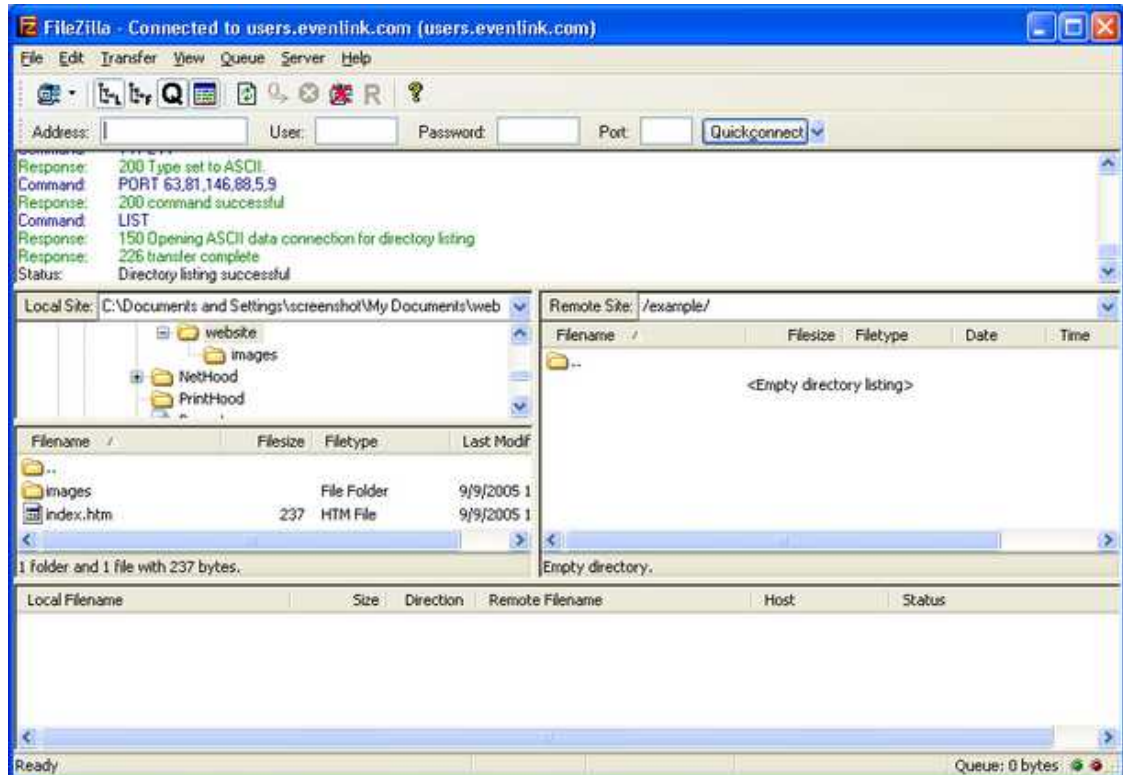 FileZilla - Connected to users.evenlink.com (users.evenlink.com)
File Edit Transfer View Queue Server Help
Address: User: Password: Port: Quickconnect
Response: 200 Type set to ASCII.
Command: PORT 63,81,146,88,5,9
Response: 200 command successful
Command: LIST
Response: 150 Opening ASCII data connection for directory listing
Response: 226 transfer complete
Status: Directory listing successful
Local Site: C:\Documents and Settings\screenshot\My Documents\web
website
images
NetHood
PrintHood
Filename Filesize Filetype Last Modif
..
images File Folder 9/9/2005 1
index.htm 237 HTM File 9/9/2005 1
1 folder and 1 file with 237 bytes.
Remote Site: /example/
Filename Filesize Filetype Date Time
..
<Empty directory listing>
Empty directory.
Local Filename Size Direction Remote Filename Host Status
Ready Queue: 0 bytes